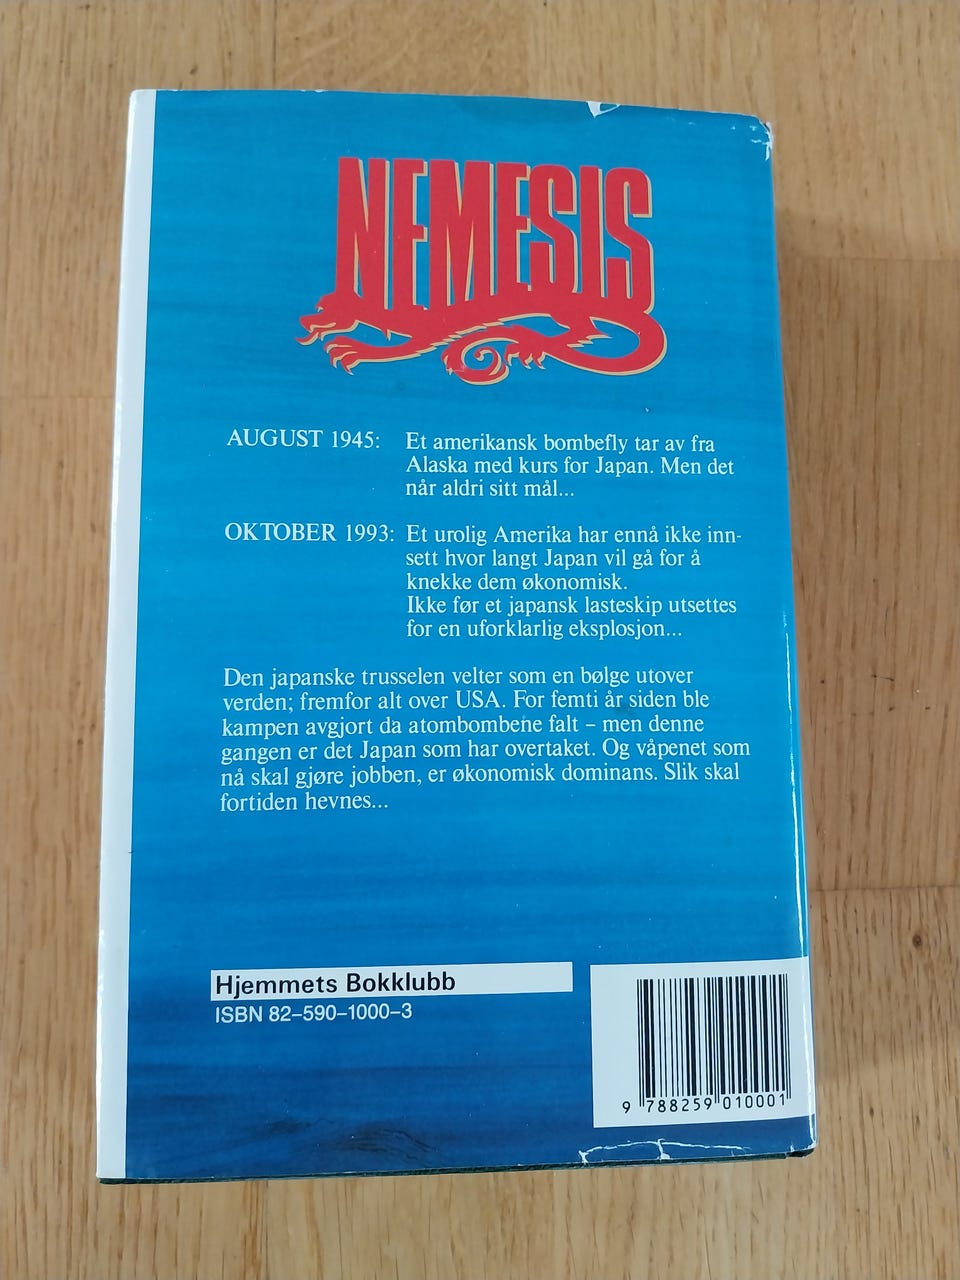 NEMESIS
AUGUST 1945: Et amerikansk bombefly tar av fra
Alaska med kurs for Japan. Men det
når aldri sitt mål...
OKTOBER 1993: Et urolig Amerika har ennå ikke inn-
sett hvor langt Japan vil gå for å
knekke dem økonomisk.
Ikke før et japansk lasteskip utsettes
for en uforklarlig eksplosjon...
Den japanske trusselen velter som en bølge utover
verden; fremfor alt over USA. For femti år siden ble
kampen avgjort da atombombene falt – men denne
gangen er det Japan som har overtaket. Og våpenet som
nå skal gjøre jobben, er økonomisk dominans. Slik skal
fortiden hevnes...
Hjemmets Bokklubb
ISBN 82–590–1000–3
9 788259 010001